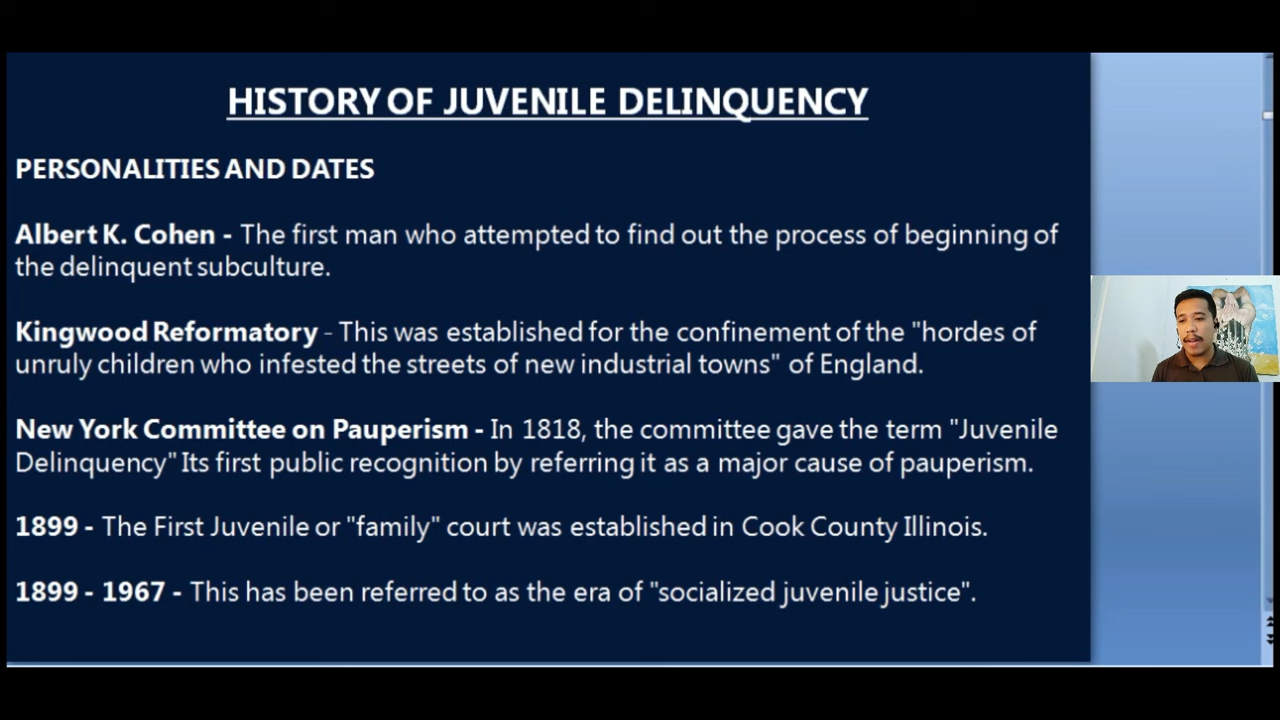 HISTORY OF JUVENILE DELINQUENCY
PERSONALITIES AND DATES
Albert K. Cohen - The first man who attempted to find out the process of beginning of
the delinquent subculture.
Kingwood Reformatory - This was established for the confinement of the "hordes of
unruly children who infested the streets of new industrial towns" of England.
New York Committee on Pauperism - In 1818, the committee gave the term "Juvenile
Delinquency" Its first public recognition by referring it as a major cause of pauperism.
1899 - The First Juvenile or "family" court was established in Cook County Illinois.
1899 - 1967 - This has been referred to as the era of "socialized juvenile justice".